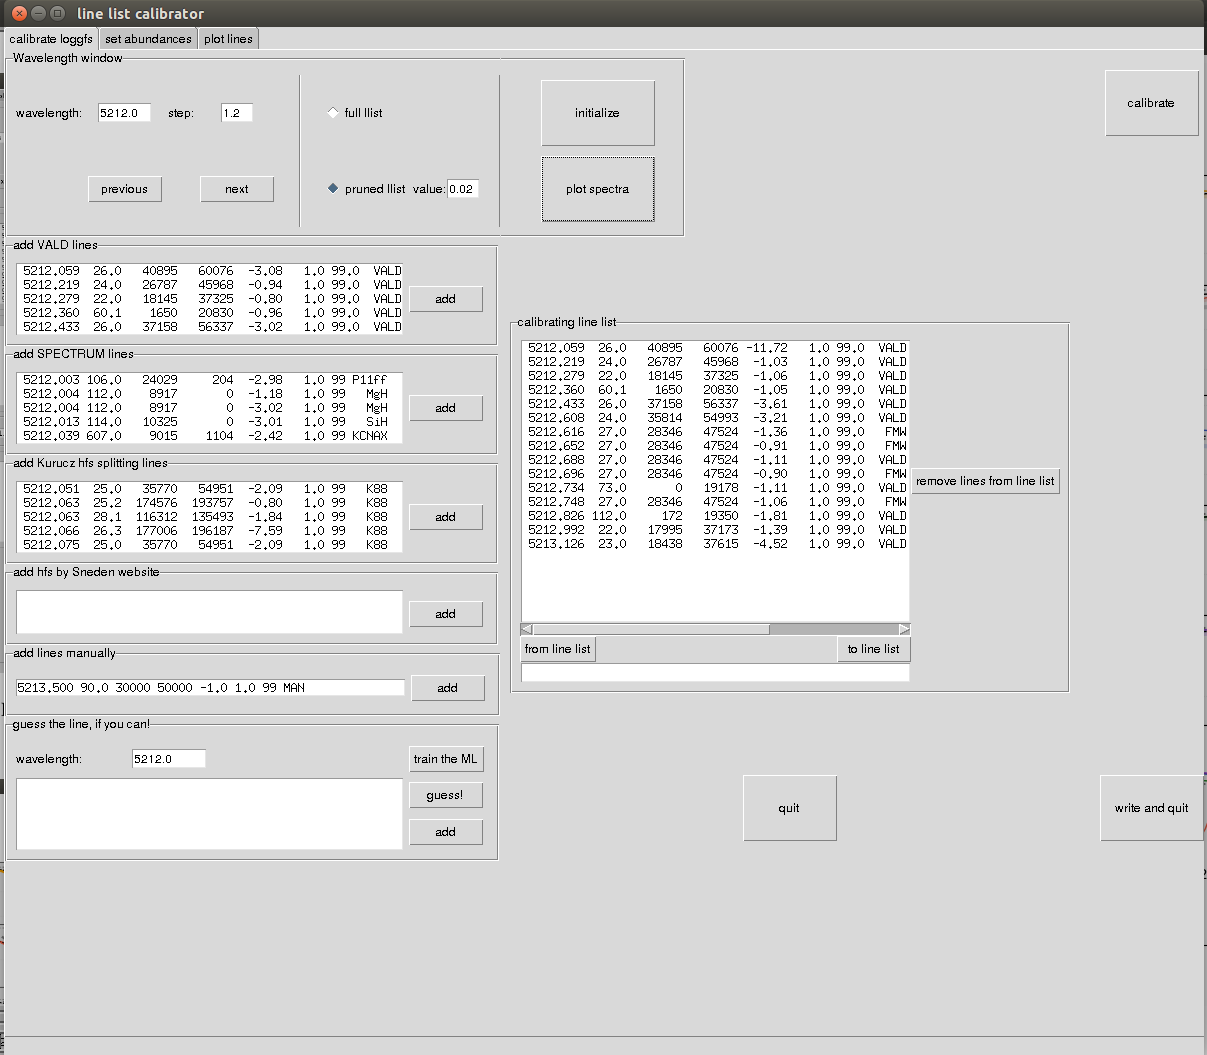 line list calibrator
calibrate loggfs set abundances plot lines
Wavelength window
wavelength: 5212.0 step: 1.2
full llist
initialize
calibrate
previous next
pruned llist value: 0.02
plot spectra
add VALD lines
5212.059 26.0 40895 60076 -3.08 1.0 99.0 VALD
5212.219 24.0 26787 45968 -0.94 1.0 99.0 VALD
5212.279 22.0 18145 37325 -0.80 1.0 99.0 VALD
5212.360 60.1 1650 20830 -0.96 1.0 99.0 VALD
5212.433 26.0 37158 56337 -3.02 1.0 99.0 VALD
add
add SPECTRUM lines
5212.003 106.0 24029 204 -2.98 1.0 99 P11ff
5212.004 112.0 8917 0 -1.18 1.0 99 MgH
5212.004 112.0 8917 0 -3.02 1.0 99 MgH
5212.013 114.0 10325 0 -3.01 1.0 99 SiH
5212.039 607.0 9015 1104 -2.42 1.0 99 KCNAX
add
add Kurucz hfs splitting lines
5212.051 25.0 35770 54951 -2.09 1.0 99 K88
5212.063 25.2 174576 193757 -0.80 1.0 99 K88
5212.063 28.1 116312 135493 -1.84 1.0 99 K88
5212.066 26.3 177006 196187 -7.59 1.0 99 K88
5212.075 25.0 35770 54951 -2.09 1.0 99 K88
add
add hfs by Sneden website
add
add lines manually
5213.500 90.0 30000 50000 -1.0 1.0 99 MAN
add
guess the line, if you can!
wavelength: 5212.0
train the ML
guess!
add
calibrating line list
5212.059 26.0 40895 60076 -11.72 1.0 99.0 VALD
5212.219 24.0 26787 45968 -1.03 1.0 99.0 VALD
5212.279 22.0 18145 37325 -1.06 1.0 99.0 VALD
5212.360 60.1 1650 20830 -1.05 1.0 99.0 VALD
5212.433 26.0 37158 56337 -3.61 1.0 99.0 VALD
5212.608 24.0 35814 54993 -3.21 1.0 99.0 VALD
5212.616 27.0 28346 47524 -1.36 1.0 99.0 FMW
5212.652 27.0 28346 47524 -0.91 1.0 99.0 FMW
5212.688 27.0 28346 47524 -1.11 1.0 99.0 VALD
5212.696 27.0 28346 47524 -0.90 1.0 99.0 FMW
5212.734 73.0 0 19178 -1.11 1.0 99.0 VALD
5212.748 27.0 28346 47524 -1.06 1.0 99.0 FMW
5212.826 112.0 172 19350 -1.81 1.0 99.0 VALD
5212.992 22.0 17995 37173 -1.39 1.0 99.0 VALD
5213.126 23.0 18438 37615 -4.52 1.0 99.0 VALD
remove lines from line list
from line list to line list
quit
write and quit